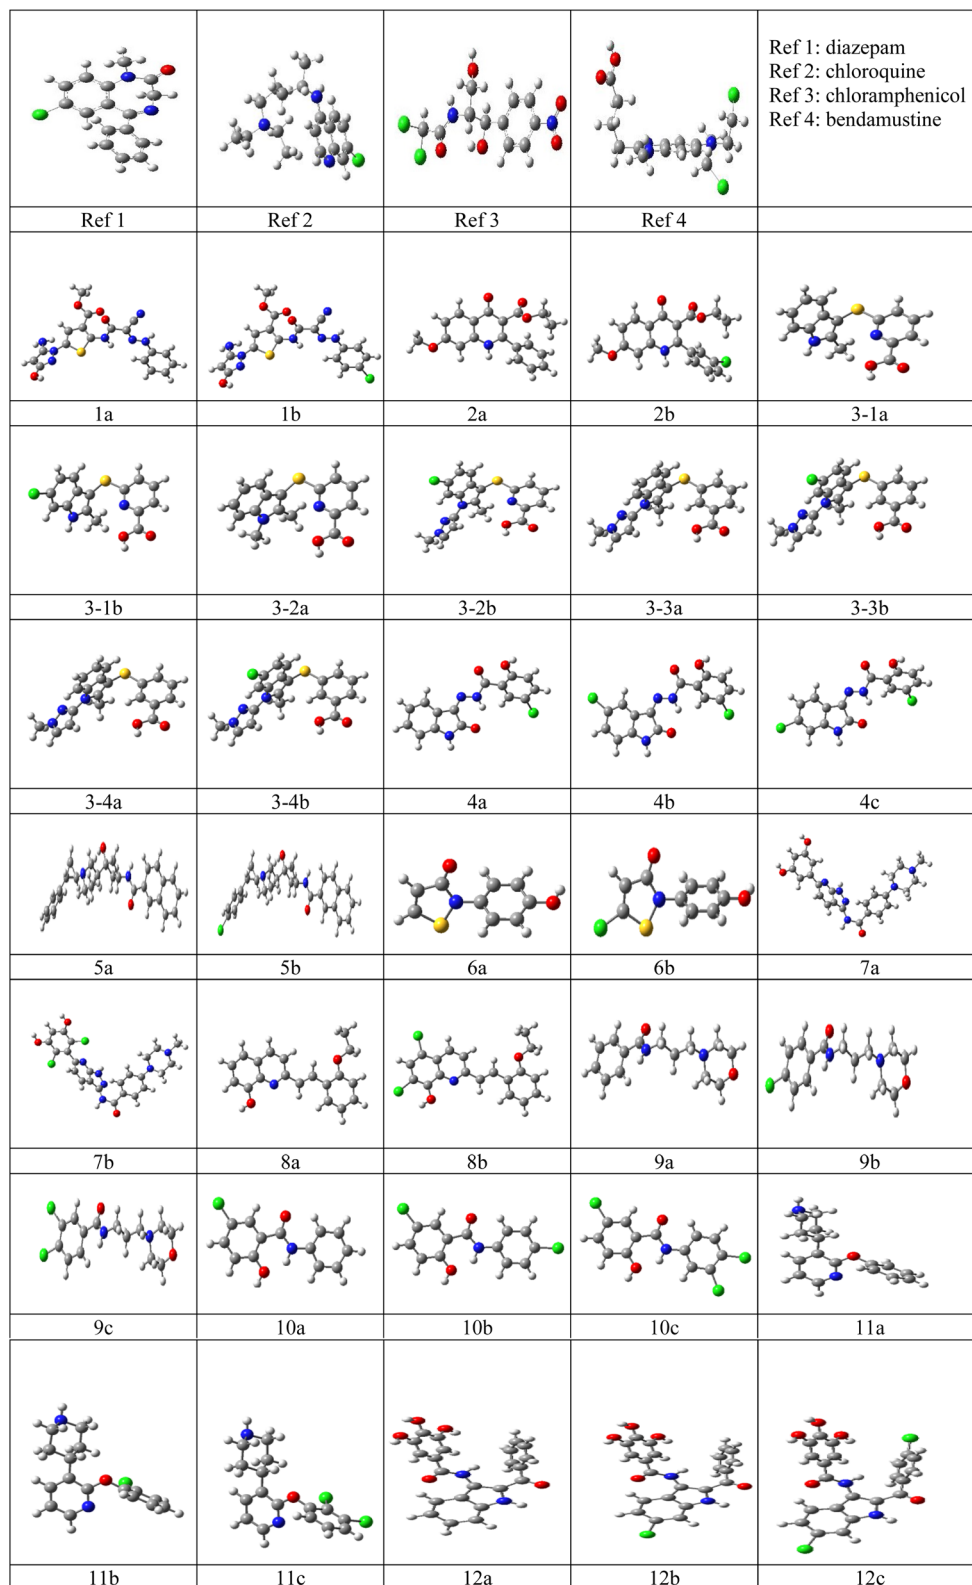 Ref 1: diazepam
Ref 2: chloroquine
Ref 3: chloramphenicol
Ref 4: bendamustine
Ref 1 Ref 2 Ref 3 Ref 4
1a 1b 2a 2b 3-1a
3-1b 3-2a 3-2b 3-3a 3-3b
3-4a 3-4b 4a 4b 4c
5a 5b 6a 6b 7a
7b 8a 8b 9a 9b
9c 10a 10b 10c 11a
11b 11c 12a 12b 12c